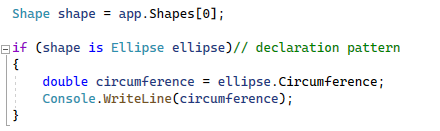 Shape shape = app.Shapes[0];
if (shape is Ellipse ellipse)// declaration pattern
{
double circumference = ellipse.Circumference;
Console.WriteLine(circumference);
}